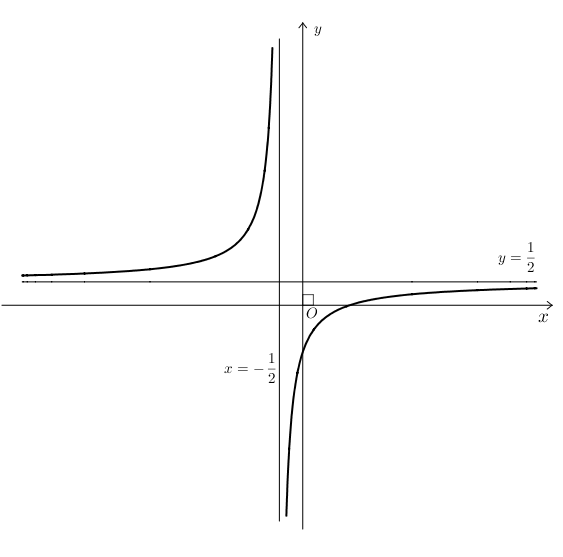 y
y = 1/2
O
x
x = -1/2